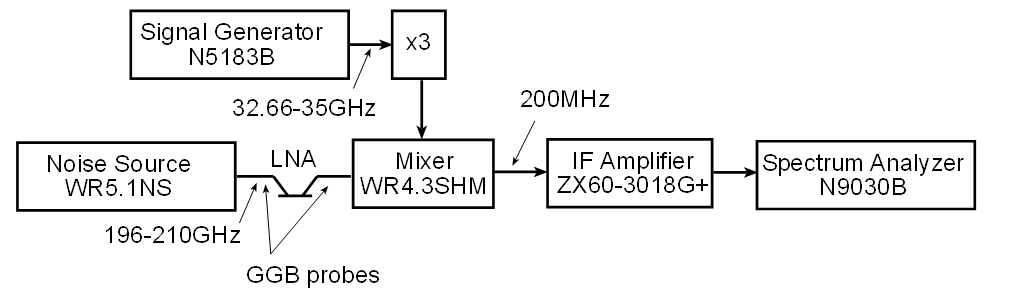 Signal Generator
N5183B
x3
32.66-35GHz
200MHz
Noise Source
WR5.1NS
LNA
Mixer
WR4.3SHM
IF Amplifier
ZX60-3018G+
Spectrum Analyzer
N9030B
196-210GHz
GGB probes